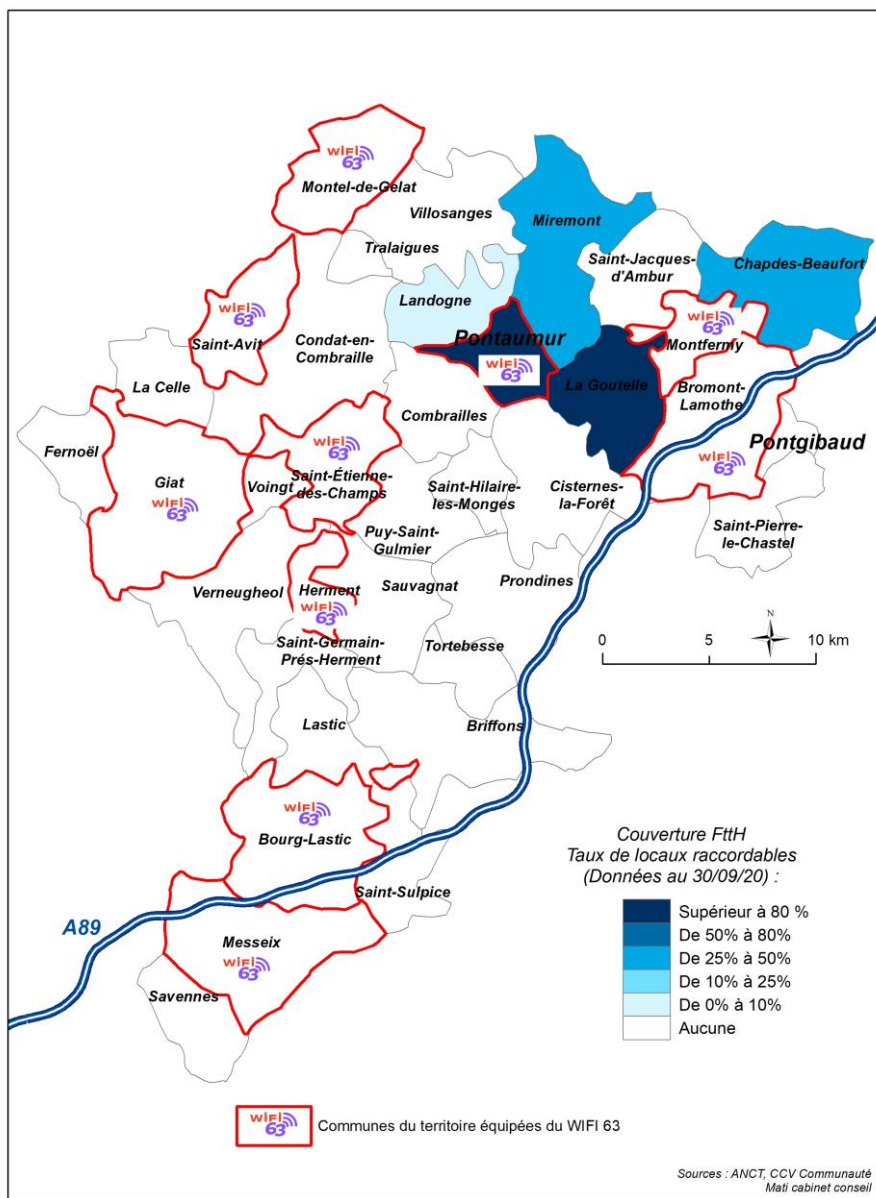 WiFi
63
Montel-de-Gelat
Villosanges
Miremont
Tralaigues
Saint-Jacques-
d'Ambur
Chapdes-Beaufort
Landogne
WiFi
63
Saint-Avit
Condat-en-
Combraille
Pontaumur
WiFi
63
WiFi
63
Montfermy
La Celle
La Goutelle
Bromont-
Lamothe
Combrailles
Fernoël
Giat
WiFi
63
Voingt
WiFi
63
Saint-Étienne-
des-Champs
Saint-Hilaire-
les-Monges
Cisternes-
la-Forêt
Pontgibaud
WiFi
63
Saint-Pierre-
le-Chastel
Puy-Saint-
Gulmier
Verneugheol
Herment
WiFi
63
Sauvagnat
Prondines
Saint-Germain-
Prés-Herment
Tortebesse
N
0 5 10 km
Lastic
Briffons
WiFi
63
Bourg-Lastic
Saint-Sulpice
A89
Messeix
WiFi
63
Savennes
Couverture FttH
Taux de locaux raccordables
(Données au 30/09/20) :
Supérieur à 80 %
De 50% à 80%
De 25% à 50%
De 10% à 25%
De 0% à 10%
Aucune
WiFi
63
Communes du territoire équipées du WIFI 63
Sources : ANCT, CCV Communauté
Mati cabinet conseil